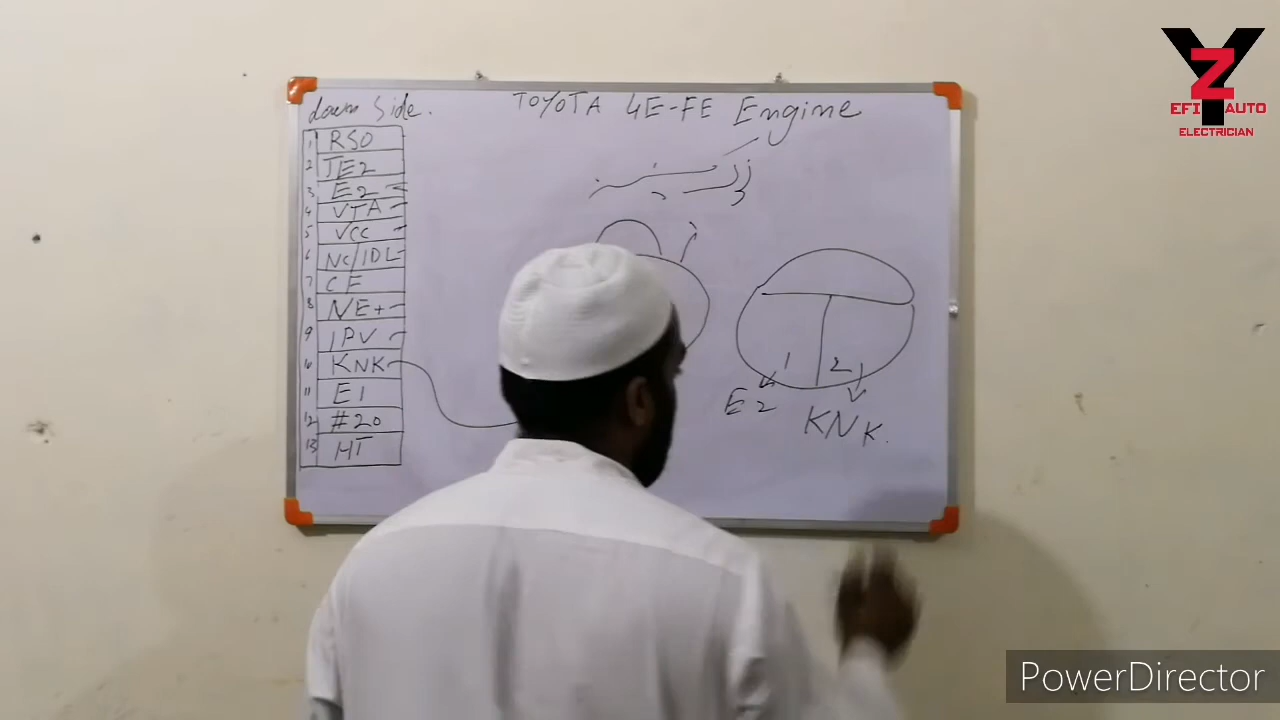 down Side.
TOYOTA 4E-FE Engine
1 RSO
2 TE2
3 E2
4 VTA
5 VCC
6 NC/IDL
7 CF
8 NE+
9 IPV
10 KNK
11 E1
12 #20
13 HT
1 2
E2
KNK.
YZ
EFI AUTO
ELECTRICIAN
PowerDirector